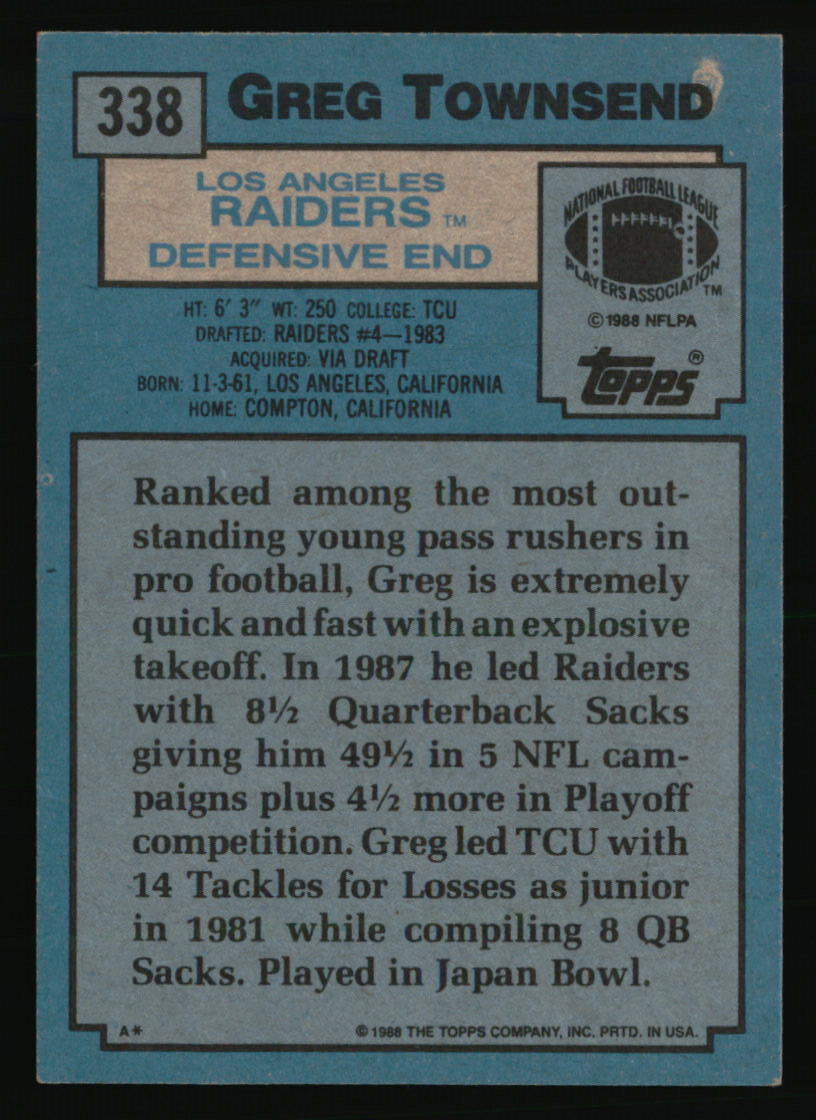 338
GREG TOWNSEND
LOS ANGELES
RAIDERS TM
DEFENSIVE END
NATIONAL FOOTBALL LEAGUE
PLAYERS ASSOCIATION TM
© 1988 NFLPA
topps ®
HT: 6' 3" WT: 250 COLLEGE: TCU
DRAFTED: RAIDERS #4—1983
ACQUIRED: VIA DRAFT
BORN: 11-3-61, LOS ANGELES, CALIFORNIA
HOME: COMPTON, CALIFORNIA
Ranked among the most out-
standing young pass rushers in
pro football, Greg is extremely
quick and fast with an explosive
takeoff. In 1987 he led Raiders
with 8½ Quarterback Sacks
giving him 49½ in 5 NFL cam-
paigns plus 4½ more in Playoff
competition. Greg led TCU with
14 Tackles for Losses as junior
in 1981 while compiling 8 QB
Sacks. Played in Japan Bowl.
A* © 1988 THE TOPPS COMPANY, INC. PRTD. IN USA.